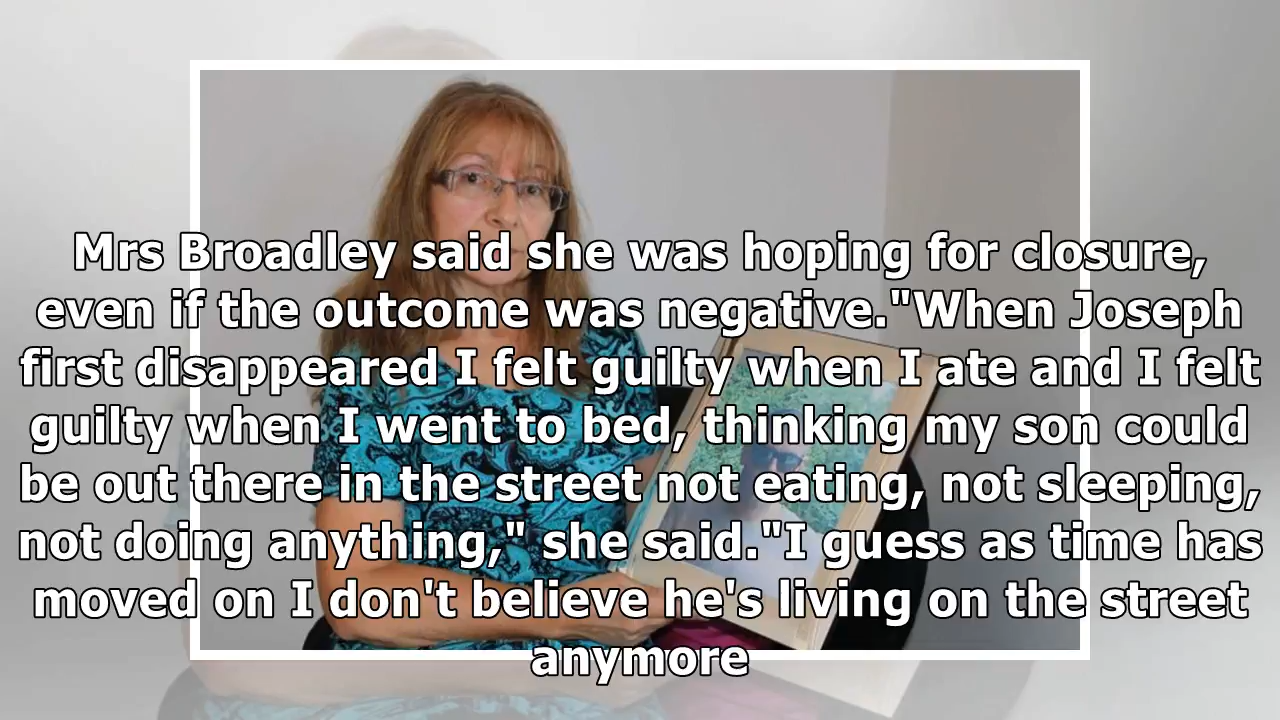 Mrs Broadley said she was hoping for closure,
even if the outcome was negative."When Joseph
first disappeared I felt guilty when I ate and I felt
guilty when I went to bed, thinking my son could
be out there in the street not eating, not sleeping,
not doing anything," she said."I guess as time has
moved on I don't believe he's living on the street
anymore